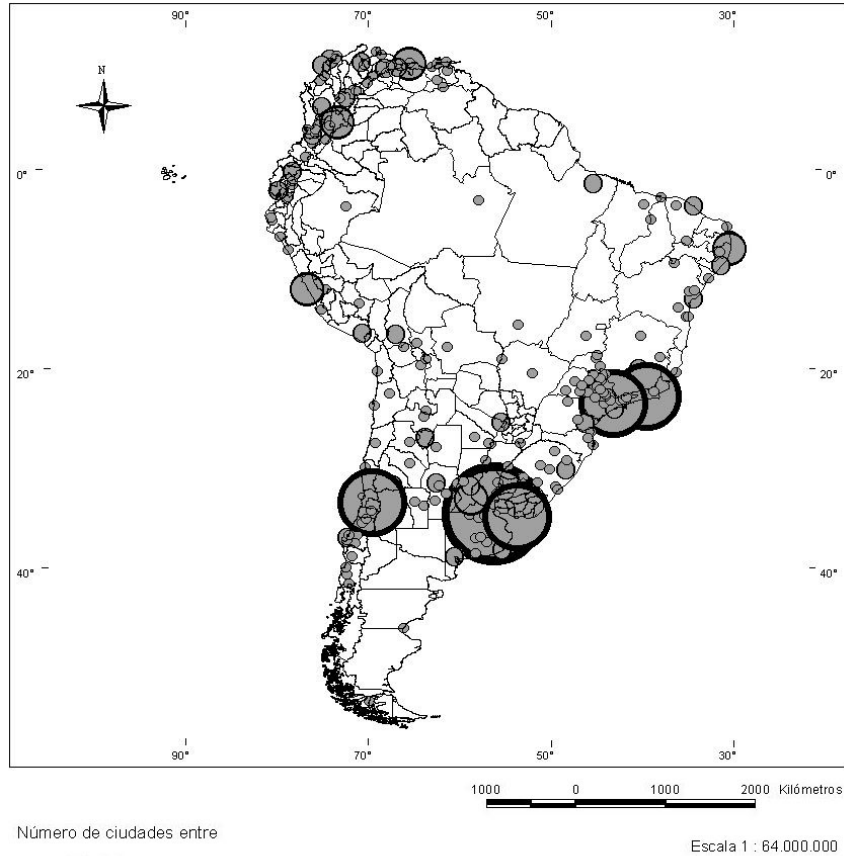 90° 70° 50° 30°
N
0° 0°
20° 20°
40° 40°
90° 70° 50° 30°
1000 0 1000 2000 Kilómetros
Número de ciudades entre
Escala 1 : 64.000.000